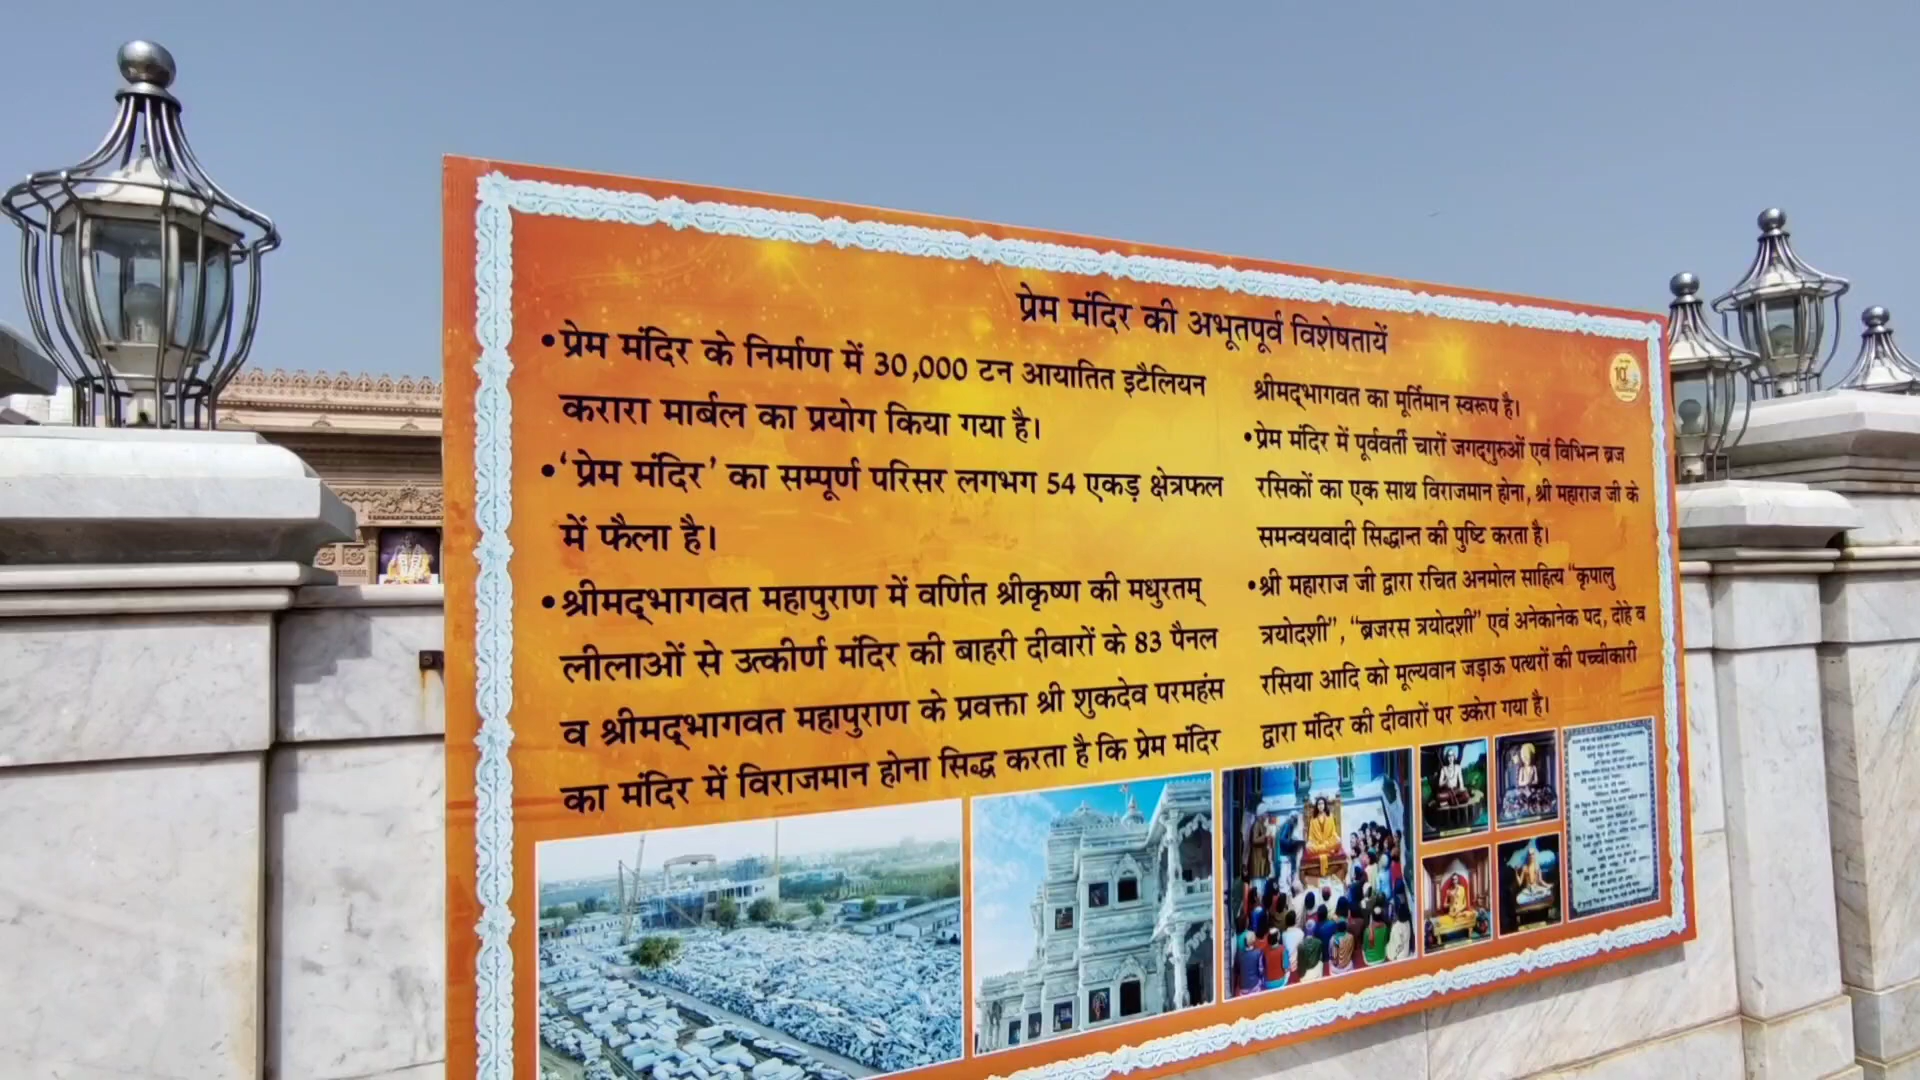 प्रेम मंदिर की अभूतपूर्व विशेषतायें
•प्रेम मंदिर के निर्माण में 30,000 टन आयातित इटैलियन
करारा मार्बल का प्रयोग किया गया है।
•‘प्रेम मंदिर’ का सम्पूर्ण परिसर लगभग 54 एकड़ क्षेत्रफल
में फैला है।
•श्रीमद्भागवत महापुराण में वर्णित श्रीकृष्ण की मधुरतम्
लीलाओं से उत्कीर्ण मंदिर की बाहरी दीवारों के 83 पैनल
व श्रीमद्भागवत महापुराण के प्रवक्ता श्री शुकदेव परमहंस
का मंदिर में विराजमान होना सिद्ध करता है कि प्रेम मंदिर
श्रीमद्भागवत का मूर्तिमान स्वरूप है।
•प्रेम मंदिर में पूर्ववर्ती चारों जगद्गुरुओं एवं विभिन्न ब्रज
रसिकों का एक साथ विराजमान होना, श्री महाराज जी के
समन्वयवादी सिद्धान्त की पुष्टि करता है।
•श्री महाराज जी द्वारा रचित अनमोल साहित्य “कृपालु
त्रयोदशी”, “ब्रजरस त्रयोदशी” एवं अनेकानेक पद, दोहे व
रसिया आदि को मूल्यवान जड़ाऊ पत्थरों की पच्चीकारी
द्वारा मंदिर की दीवारों पर उकेरा गया है।